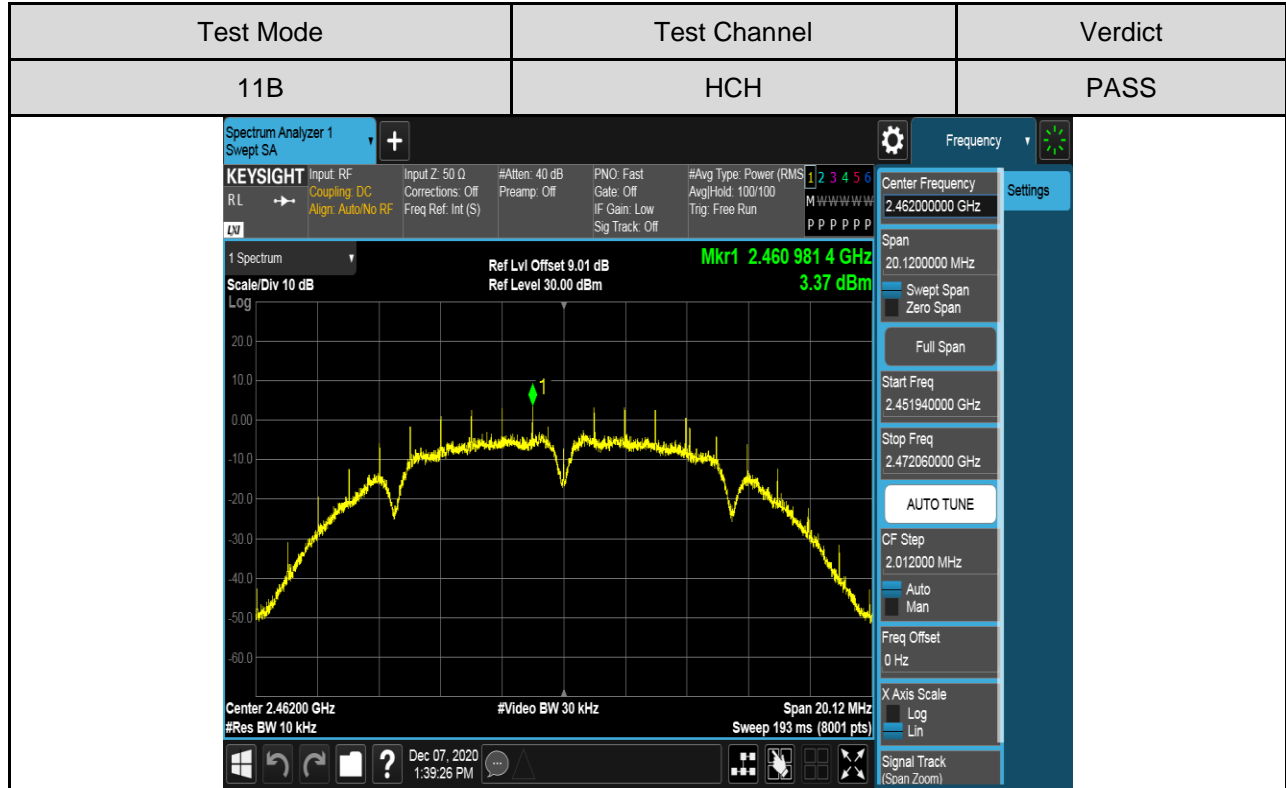 Test Mode Test Channel Verdict
11B HCH PASS
Spectrum Analyzer 1
Swept SA
+
Frequency
KEYSIGHT
RL
LXI
Input: RF
Coupling: DC
Align: Auto/No RF
Input Z: 50 Ω
Corrections: Off
Freq Ref: Int (S)
#Atten: 40 dB
Preamp: Off
PNO: Fast
Gate: Off
IF Gain: Low
Sig Track: Off
#Avg Type: Power (RMS
Avg|Hold: 100/100
Trig: Free Run
1 2 3 4 5 6
M W W W W W
P P P P P P
1 Spectrum
Scale/Div 10 dB
Ref Lvl Offset 9.01 dB
Ref Level 30.00 dBm
Mkr1 2.460 981 4 GHz
3.37 dBm
Log
20.0
10.0
0.00
-10.0
-20.0
-30.0
-40.0
-50.0
-60.0
1
Center 2.46200 GHz
#Res BW 10 kHz
#Video BW 30 kHz
Span 20.12 MHz
Sweep 193 ms (8001 pts)
Center Frequency
2.462000000 GHz
Settings
Span
20.1200000 MHz
Swept Span
Zero Span
Full Span
Start Freq
2.451940000 GHz
Stop Freq
2.472060000 GHz
AUTO TUNE
CF Step
2.012000 MHz
Auto
Man
Freq Offset
0 Hz
X Axis Scale
Log
Lin
Signal Track
(Span Zoom)
?
Dec 07, 2020
1:39:26 PM